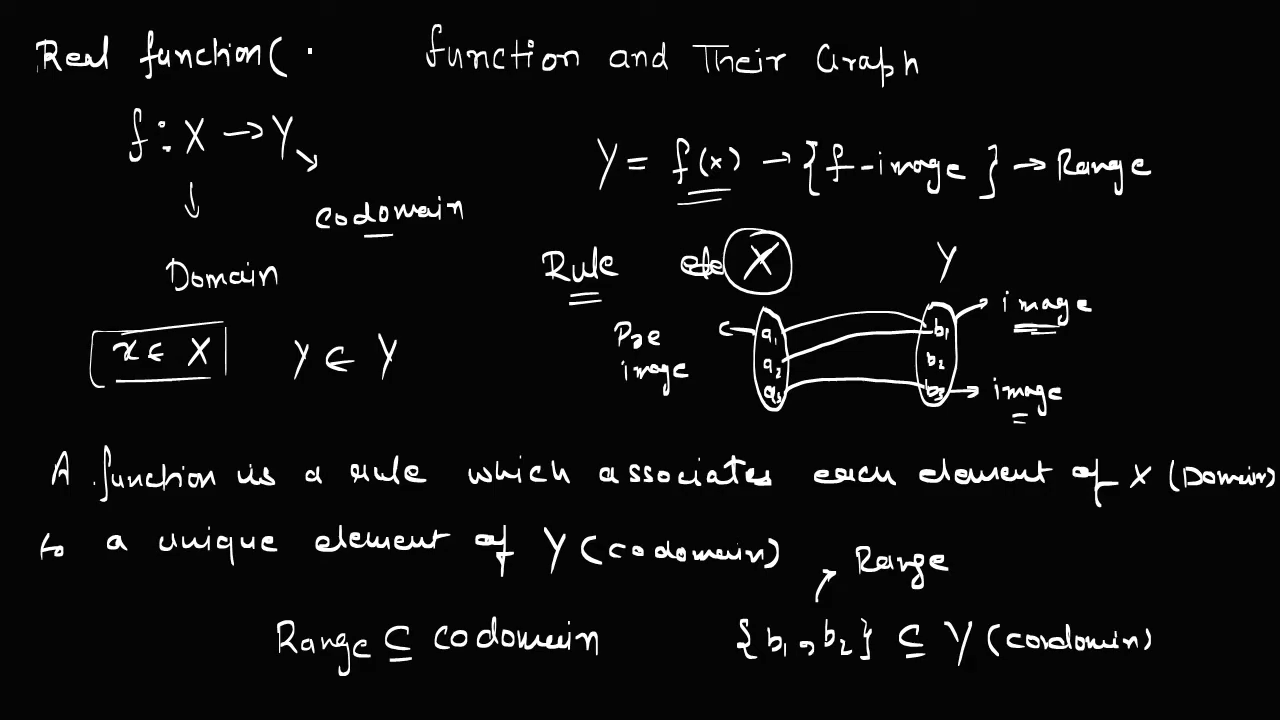 Real function(. function and Their Graph
f : X → Y
Y = f(x) → {f-image} → Range
codomain
Domain
Rule X Y
x ∈ X Y ∈ Y
Pre image
a₁ b₁ → image
a₂ b₂
a₃ b₃ → image
A function is a rule which associates each element of X (Domain)
to a unique element of Y (codomain)
Range
Range ⊆ codomain {b₁, b₂} ⊆ Y (cordomin)